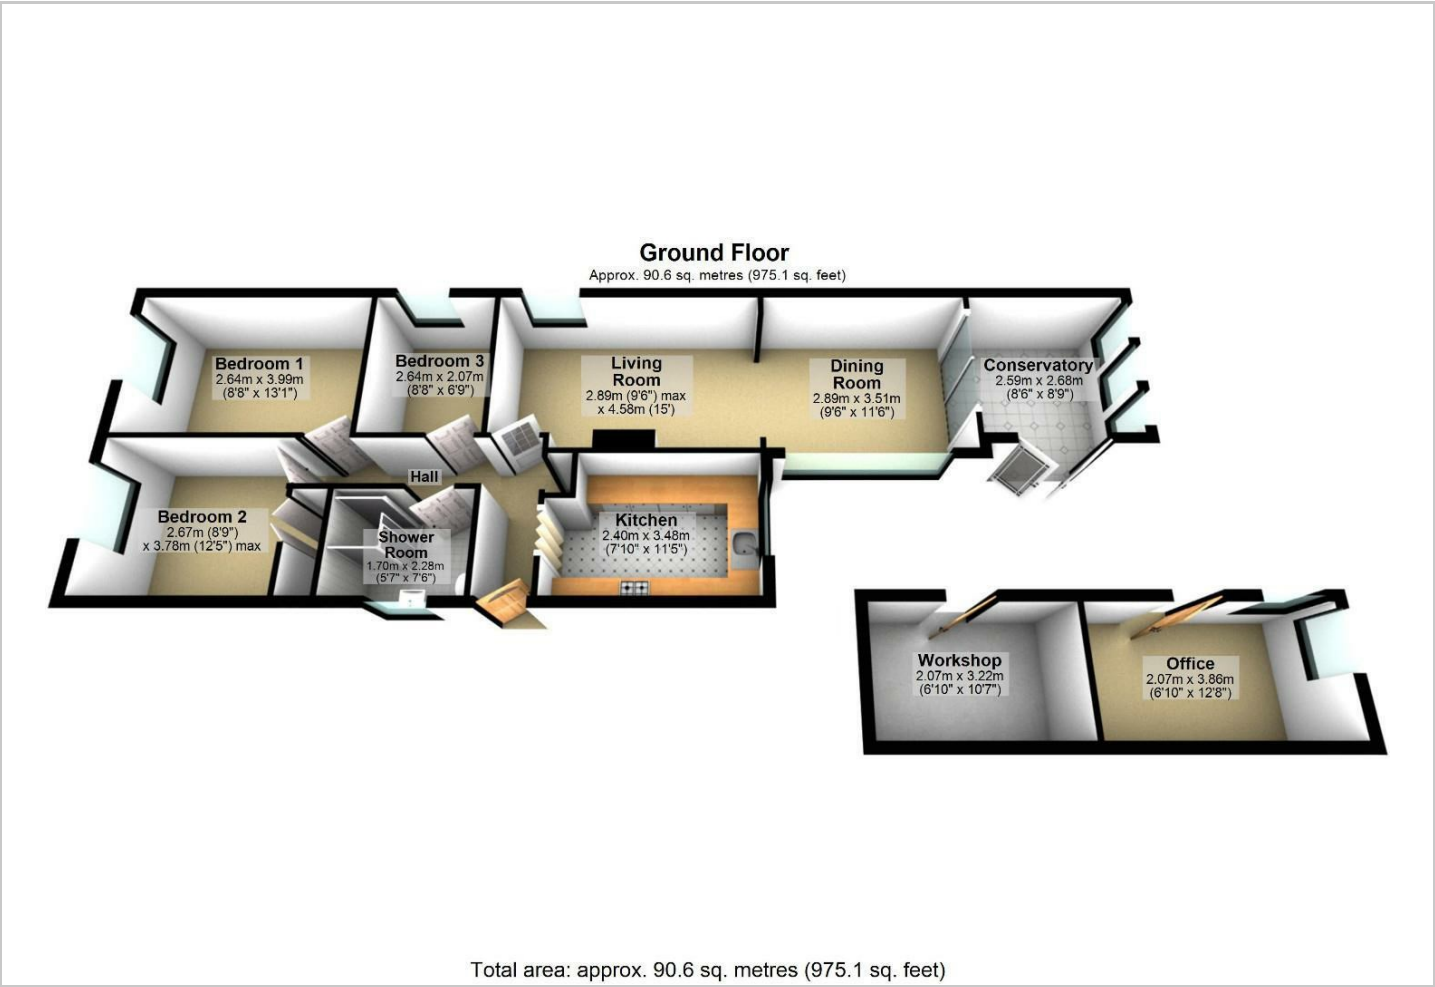 Ground Floor
Approx. 90.6 sq. metres (975.1 sq. feet)
Bedroom 1
2.64m x 3.99m
(8'8" x 13'1")
Bedroom 3
2.64m x 2.07m
(8'8" x 6'9")
Living
Room
2.89m (9'6") max
x 4.58m (15')
Dining
Room
2.89m x 3.51m
(9'6" x 11'6")
Conservatory
2.59m x 2.68m
(8'6" x 8'9")
Hall
Bedroom 2
2.67m (8'9")
x 3.78m (12'5") max
Shower
Room
1.70m x 2.28m
(5'7" x 7'6")
Kitchen
2.40m x 3.48m
(7'10" x 11'5")
Workshop
2.07m x 3.22m
(6'10" x 10'7")
Office
2.07m x 3.86m
(6'10" x 12'8")
Total area: approx. 90.6 sq. metres (975.1 sq. feet)